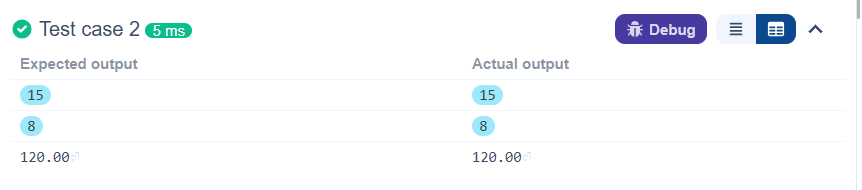 Test case 2 5 ms Debug
Expected output Actual output
15 15
8 8
120.00 120.00